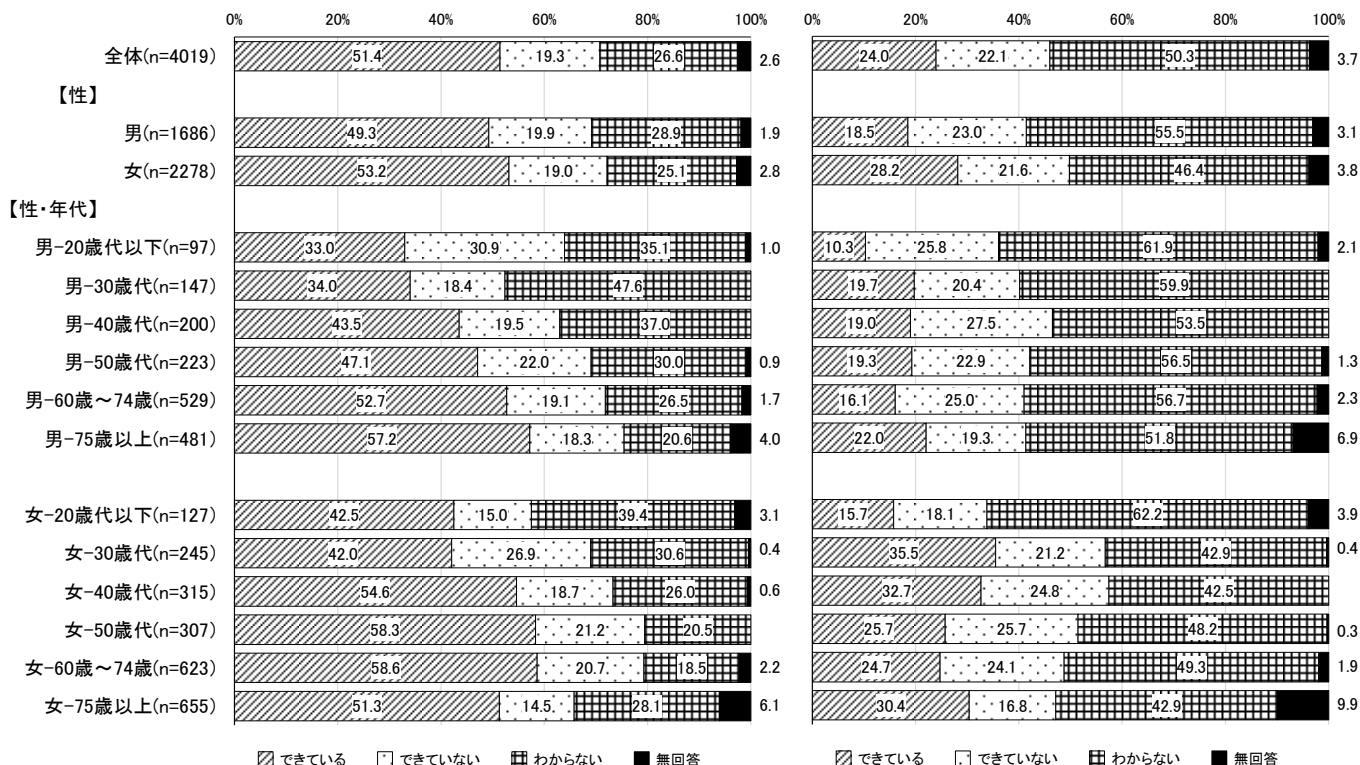 0% 20% 40% 60% 80% 100% 0% 20% 40% 60% 80% 100%
全体(n=4019) 51.4 19.3 26.6 2.6 24.0 22.1 50.3 3.7
【性】
男(n=1686) 49.3 19.9 28.9 1.9 18.5 23.0 55.5 3.1
女(n=2278) 53.2 19.0 25.1 2.8 28.2 21.6 46.4 3.8
【性・年代】
男-20歳代以下(n=97) 33.0 30.9 35.1 1.0 10.3 25.8 61.9 2.1
男-30歳代(n=147) 34.0 18.4 47.6 19.7 20.4 59.9
男-40歳代(n=200) 43.5 19.5 37.0 19.0 27.5 53.5
男-50歳代(n=223) 47.1 22.0 30.0 0.9 19.3 22.9 56.5 1.3
男-60歳～74歳(n=529) 52.7 19.1 26.5 1.7 16.1 25.0 56.7 2.3
男-75歳以上(n=481) 57.2 18.3 20.6 4.0 22.0 19.3 51.8 6.9
女-20歳代以下(n=127) 42.5 15.0 39.4 3.1 15.7 18.1 62.2 3.9
女-30歳代(n=245) 42.0 26.9 30.6 0.4 35.5 21.2 42.9 0.4
女-40歳代(n=315) 54.6 18.7 26.0 0.6 32.7 24.8 42.5
女-50歳代(n=307) 58.3 21.2 20.5 25.7 25.7 48.2 0.3
女-60歳～74歳(n=623) 58.6 20.7 18.5 2.2 24.7 24.1 49.3 1.9
女-75歳以上(n=655) 51.3 14.5 28.1 6.1 30.4 16.8 42.9 9.9
できている できていない わからない 無回答 できている できていない わからない 無回答